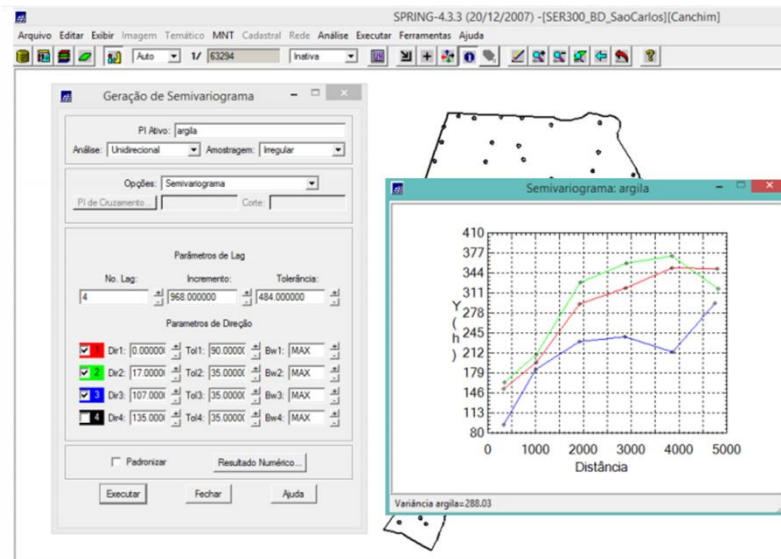 SPRING-4.3.3 (20/12/2007) -[SER300_BD_SaoCarlos][Canchim]
Arquivo Editar Exibir Imagem Temático MNT Cadastral Rede Análise Executar Ferramentas Ajuda
Auto 1/ 63294 Inativa
Geração de Semivariograma
PI Ativo: argila
Análise: Unidirecional Amostragem: Irregular
Opções: Semivariograma
PI de Cruzamento... Corte:
Parâmetros de Lag
No. Lag: Incremento: Tolerância:
4 968.000000 484.000000
Parametros de Direção
1 Dir1: 0.00000( Tol1: 90.0000( Bw1: MAX
2 Dir2: 17.0000( Tol2: 35.0000( Bw2: MAX
3 Dir3: 107.000( Tol3: 35.0000( Bw3: MAX
4 Dir4: 135.000( Tol4: 35.0000( Bw4: MAX
Padronizar Resultado Numérico...
Executar Fechar Ajuda
Semivariograma: argila
410
377
344
311
278
245
212
179
146
113
80
Y(h)
0 1000 2000 3000 4000 5000
Distância
Variância argila=288.03